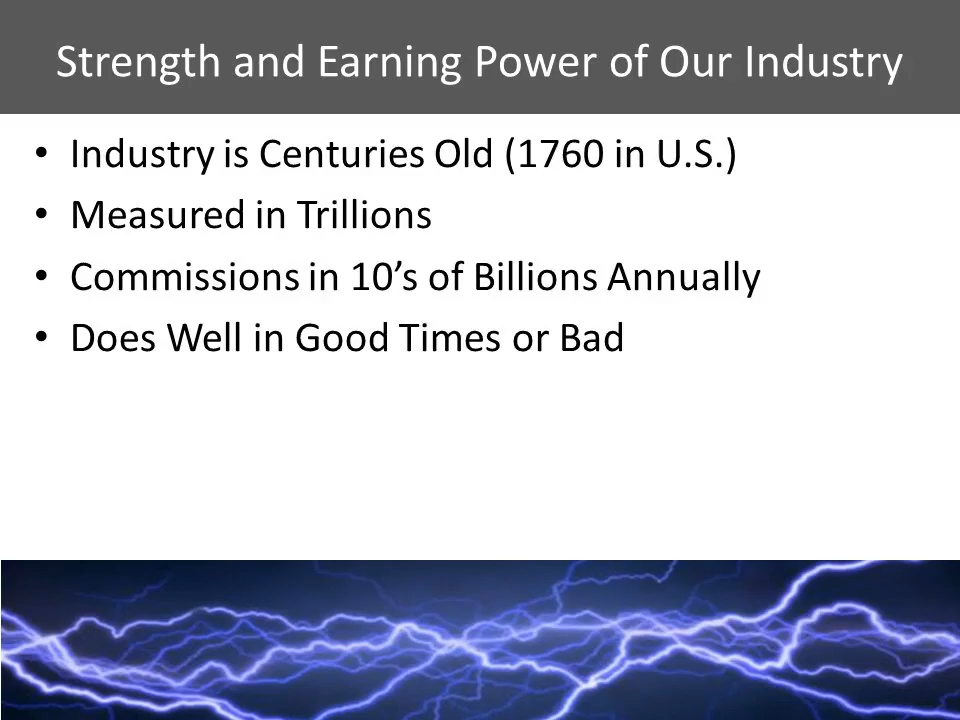 Strength and Earning Power of Our Industry
• Industry is Centuries Old (1760 in U.S.)
• Measured in Trillions
• Commissions in 10’s of Billions Annually
• Does Well in Good Times or Bad